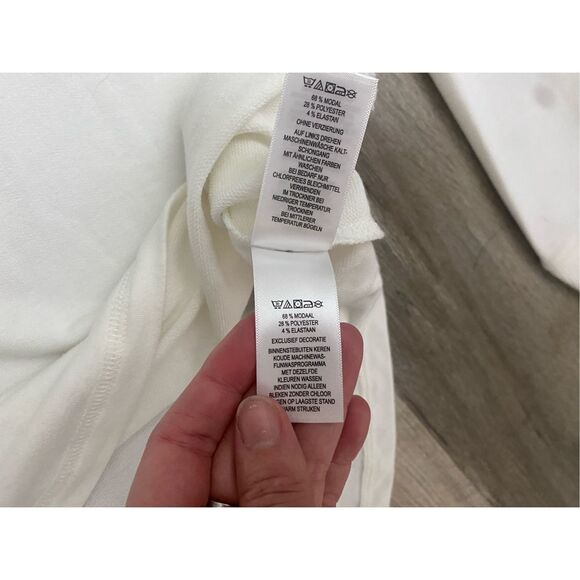 68 % MODAL
28 % POLYESTER
4 % ELASTAN
OHNE VERZIERUNG
AUF LINKS DREHEN
MASCHINENWÄSCHE KALT-
SCHONGANG
MIT ÄHNLICHEN FARBEN
WASCHEN
BEI BEDARF NUR
CHLORFREIES BLEICHMITTEL
VERWENDEN
IM TROCKNER BEI
NIEDRIGER TEMPERATUR
TROCKNEN
BEI MITTLERER
TEMPERATUR BÜGELN
68 % MODAAL
28 % POLYESTER
4 % ELASTAAN
EXCLUSIEF DECORATIE
BINNENSTEBUITEN KEREN
KOUDE MACHINEWAS-
FIJNWASPROGRAMMA
MET DEZELFDE
KLEUREN WASSEN
INDIEN NODIG ALLEEN
BLEKEN ZONDER CHLOOR
OP LAAGSTE STAND
WARM STRIJKEN